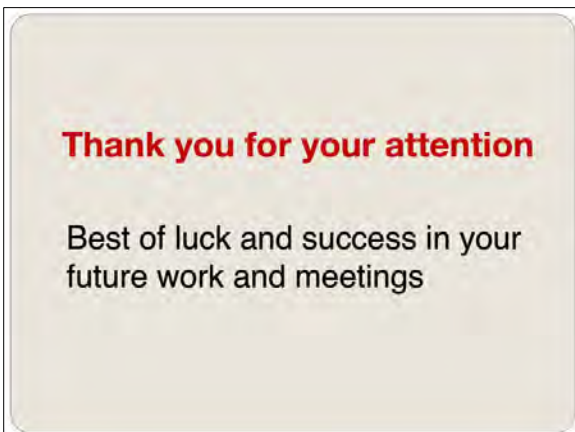 Thank you for your attention
Best of luck and success in your
future work and meetings